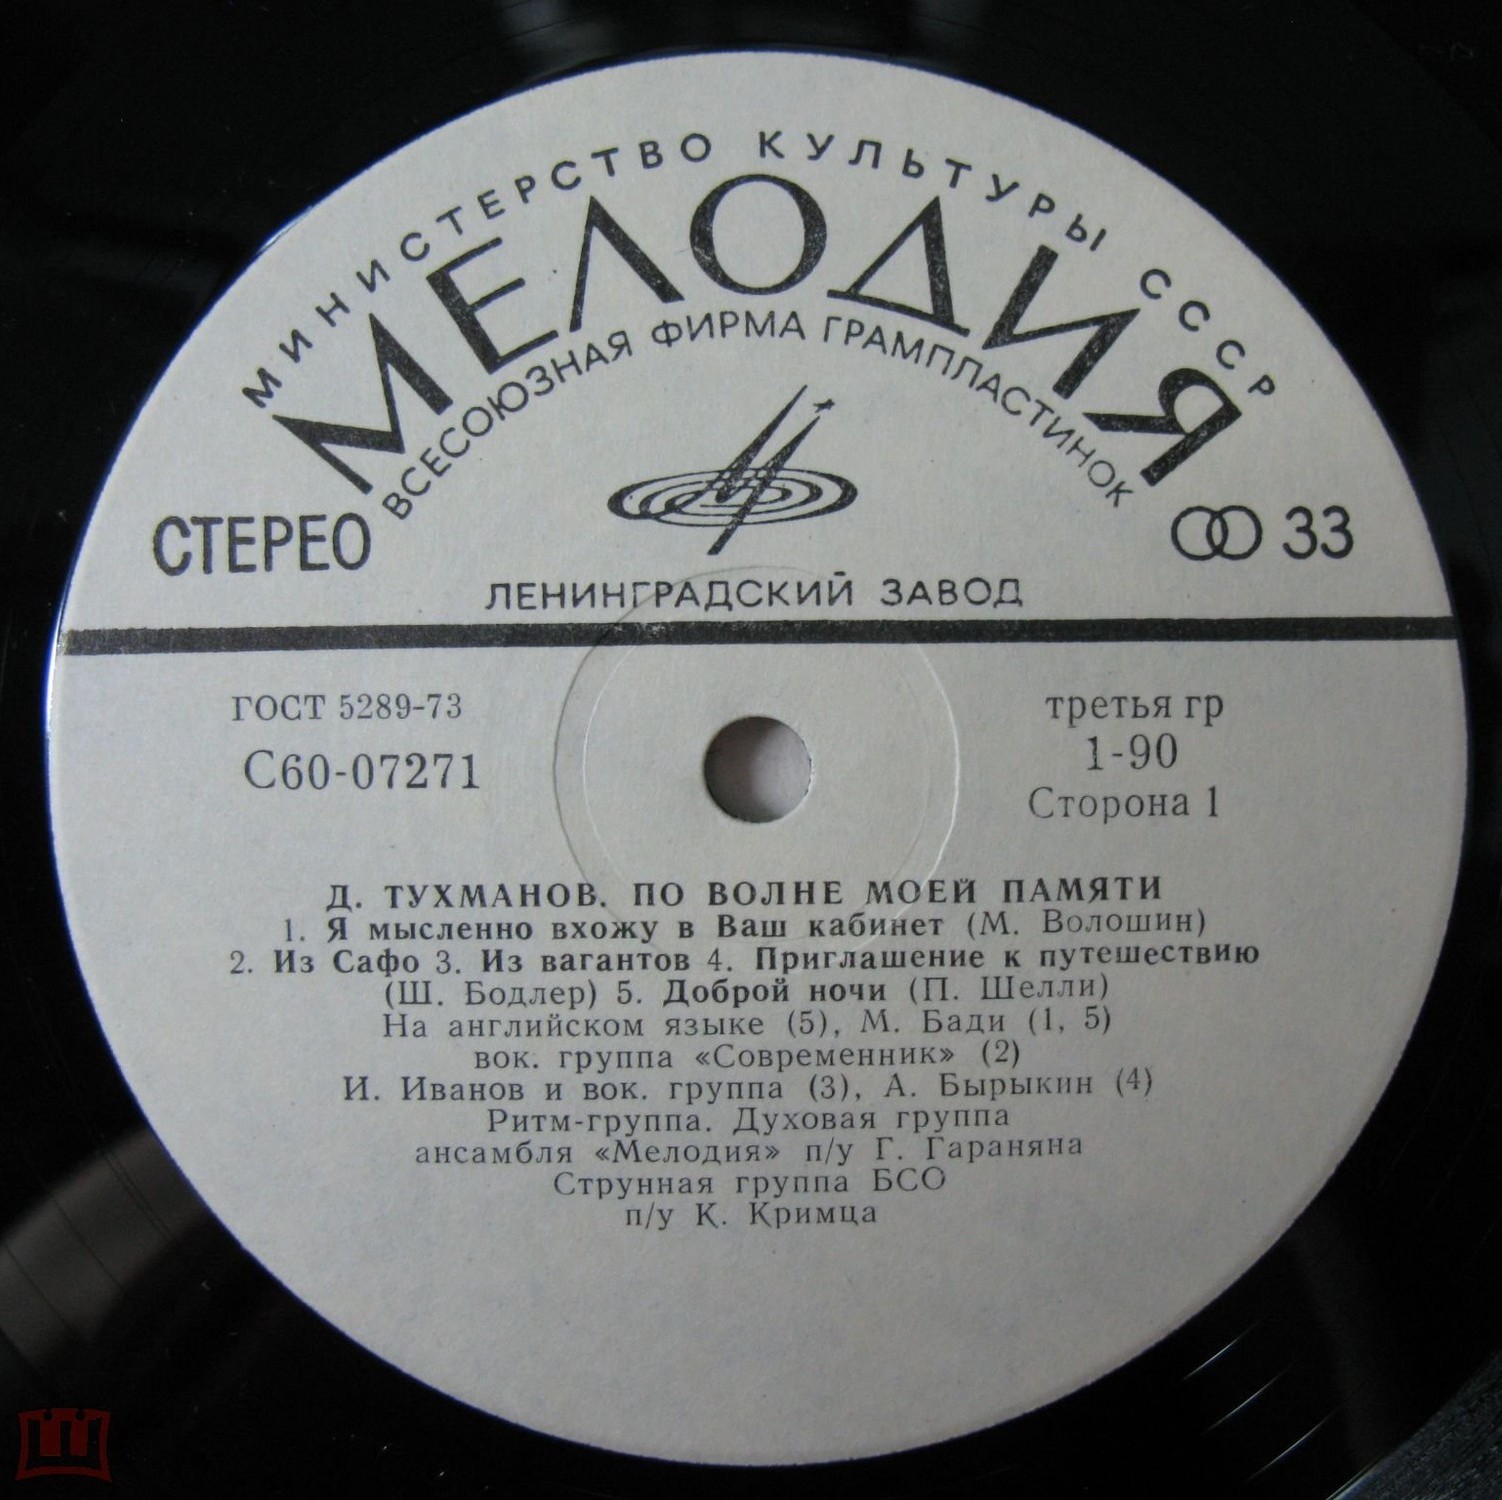 МИНИСТЕРСТВО КУЛЬТУРЫ СССР
МЕЛОДИЯ
ВСЕСОЮЗНАЯ ФИРМА ГРАМПЛАСТИНОК
СТЕРЕО
33
ЛЕНИНГРАДСКИЙ ЗАВОД
ГОСТ 5289-73
С60-07271
третья гр
1-90
Сторона 1
Д. ТУХМАНОВ. ПО ВОЛНЕ МОЕЙ ПАМЯТИ
1. Я мысленно вхожу в Ваш кабинет (М. Волошин)
2. Из Сафо 3. Из вагантов 4. Приглашение к путешествию
(Ш. Бодлер) 5. Доброй ночи (П. Шелли)
На английском языке (5), М. Бади (1, 5)
вок. группа «Современник» (2)
И. Иванов и вок. группа (3), А. Бырыкин (4)
Ритм-группа. Духовая группа
ансамбля «Мелодия» п/у Г. Гараняна
Струнная группа БСО
п/у К. Кримца